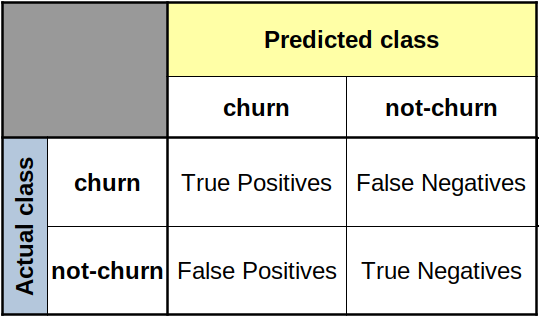 Predicted class
churn
not-churn
Actual class
churn
True Positives
False Negatives
not-churn
False Positives
True Negatives